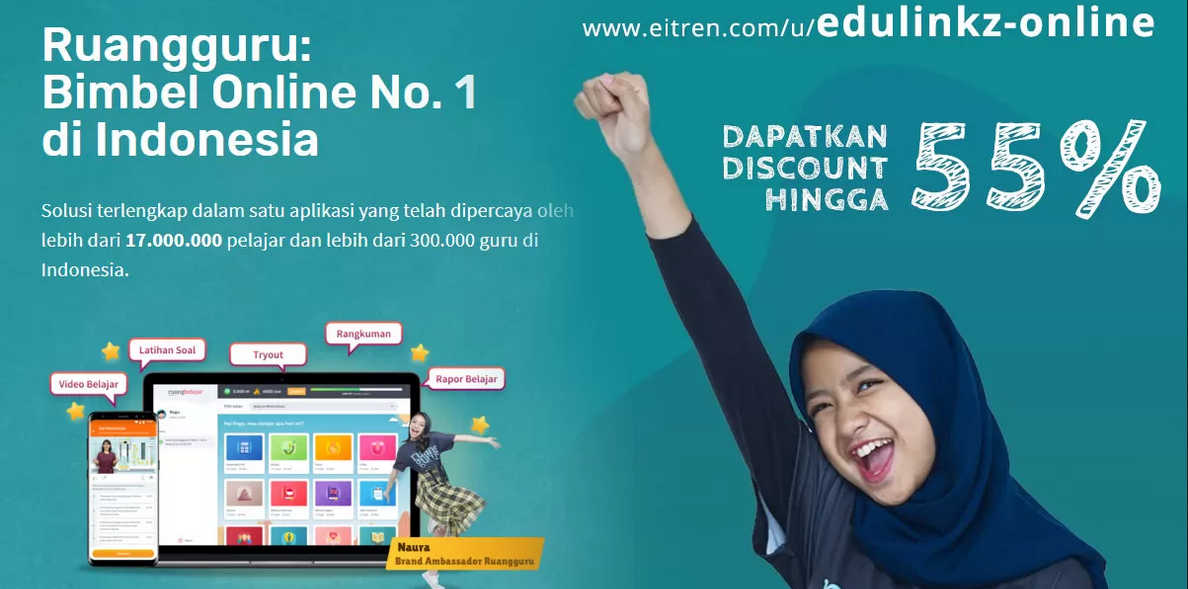 Ruangguru:
Bimbel Online No. 1
di Indonesia
Solusi terlengkap dalam satu aplikasi yang telah dipercaya oleh
lebih dari 17.000.000 pelajar dan lebih dari 300.000 guru di
Indonesia.
Video Belajar
Latihan Soal
Tryout
Rangkuman
Rapor Belajar
ruangbelajar
Naura
Brand Ambassador Ruangguru
www.eitren.com/u/edulinkz-online
DAPATKAN
DISCOUNT
HINGGA
55%